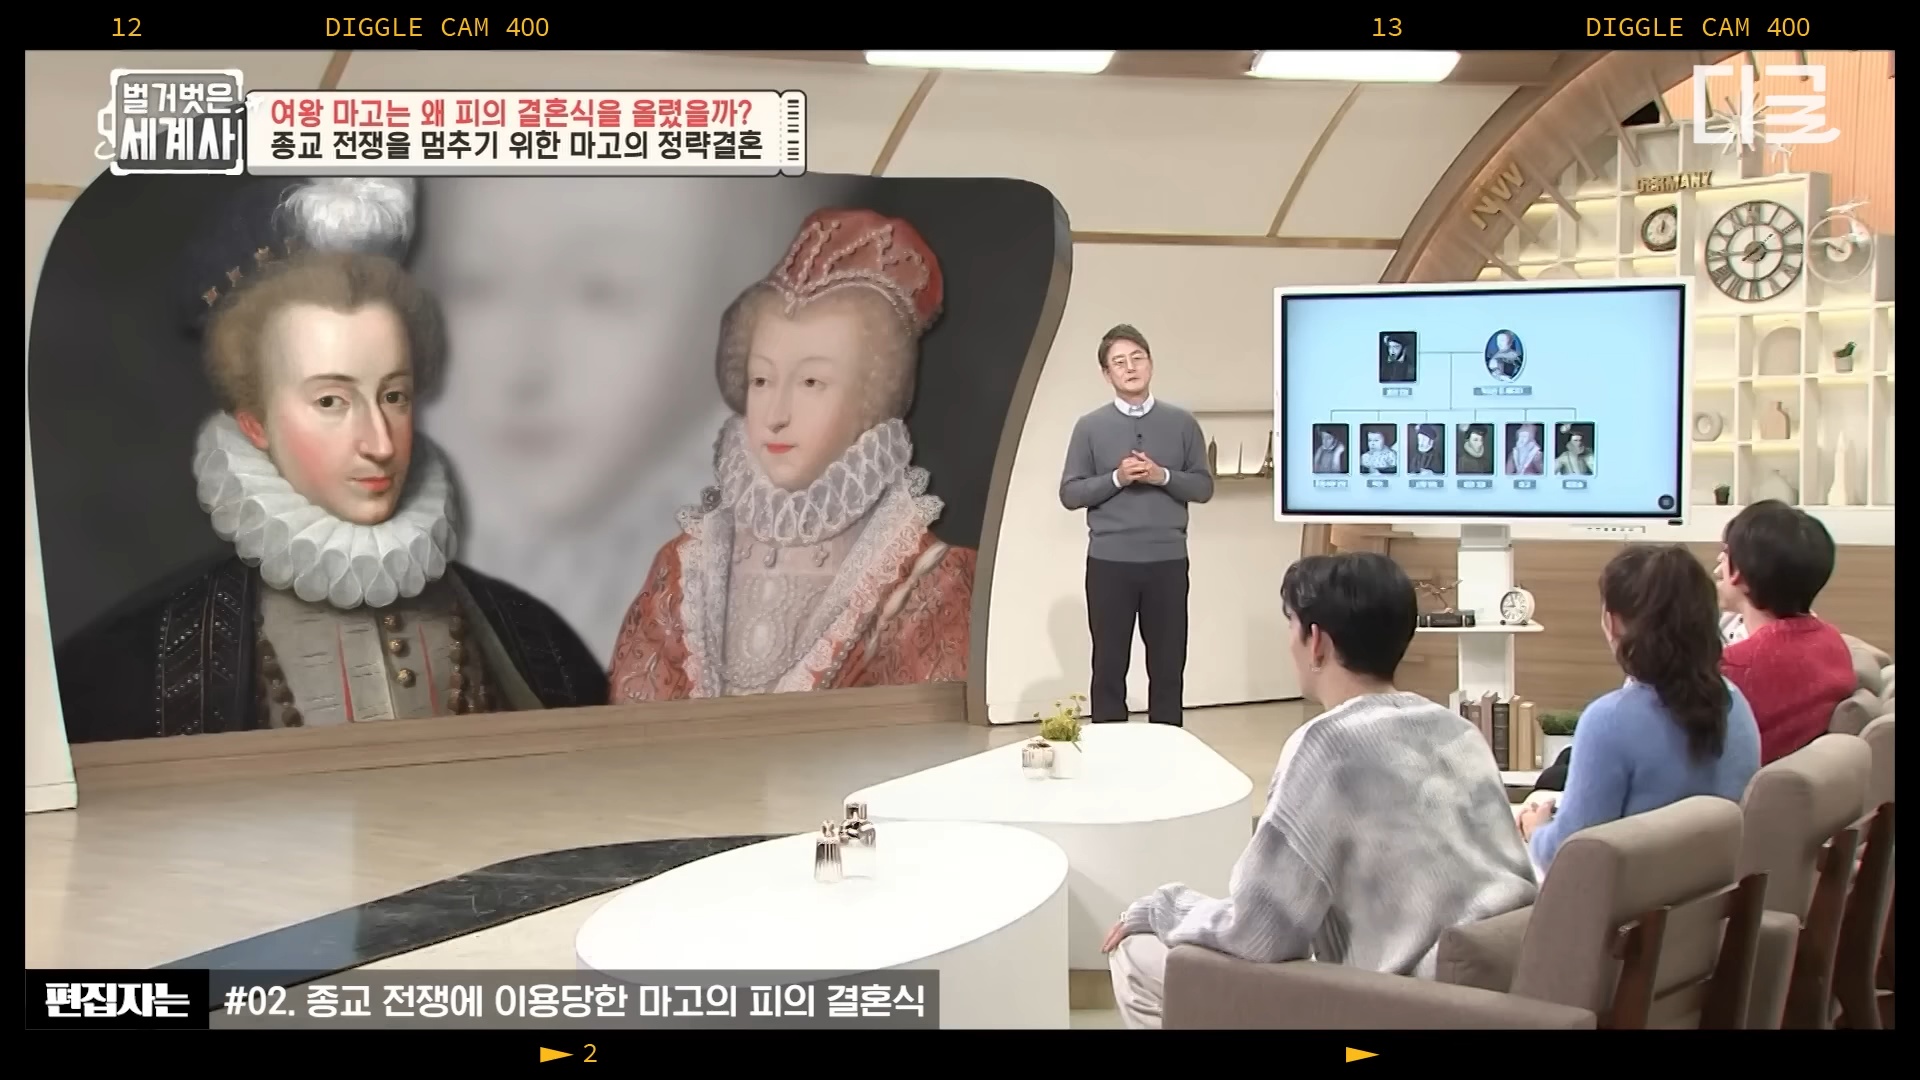 12
DIGGLE CAM 400
13
DIGGLE CAM 400
벌거벗은
세계사
여왕 마고는 왜 피의 결혼식을 올렸을까?
종교 전쟁을 멈추기 위한 마고의 정략결혼
디글
GERMANY
편집자는
#02. 종교 전쟁에 이용당한 마고의 피의 결혼식
2